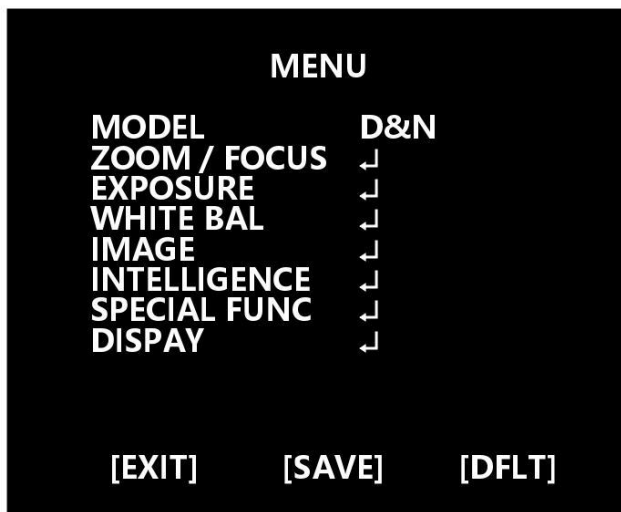 MENU
MODEL D&N
ZOOM / FOCUS ↵
EXPOSURE ↵
WHITE BAL ↵
IMAGE ↵
INTELLIGENCE ↵
SPECIAL FUNC ↵
DISPAY ↵
[EXIT] [SAVE] [DFLT]